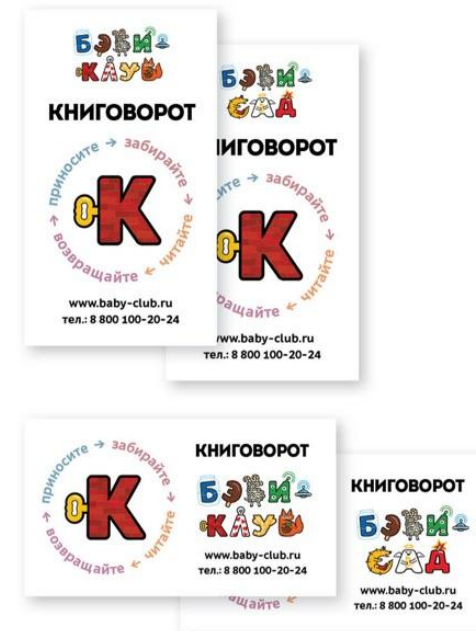 БЭБИ-
КЛУБ
КНИГОВОРОТ
приносите → забирайте → читайте → возвращайте →
www.baby-club.ru
тел.: 8 800 100-20-24
БЭБИ-
САД
ИГОВОРОТ
ите → забирайте → читайте → ращайте
www.baby-club.ru
тел.: 8 800 100-20-24
приносите → забирайте → читайте → возвращайте →
КНИГОВОРОТ
БЭБИ-
КЛУБ
www.baby-club.ru
тел.: 8 800 100-20-24
КНИГОВОРОТ
БЭБИ-
САД
www.baby-club.ru
тел.: 8 800 100-20-24
щайте ←